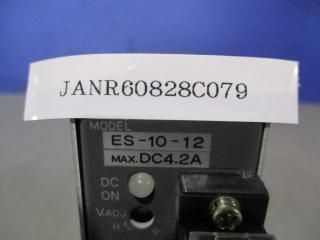 JANR60828C079
MODEL
ES-10-12
MAX.DC4.2A
DC
ON
V.ADJ
H +